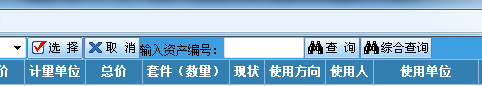 选 择 取 消 输入资产编号: 查 询 综合查询
价 计量单位 总价 套件（数量） 现状 使用方向 使用人 使用单位